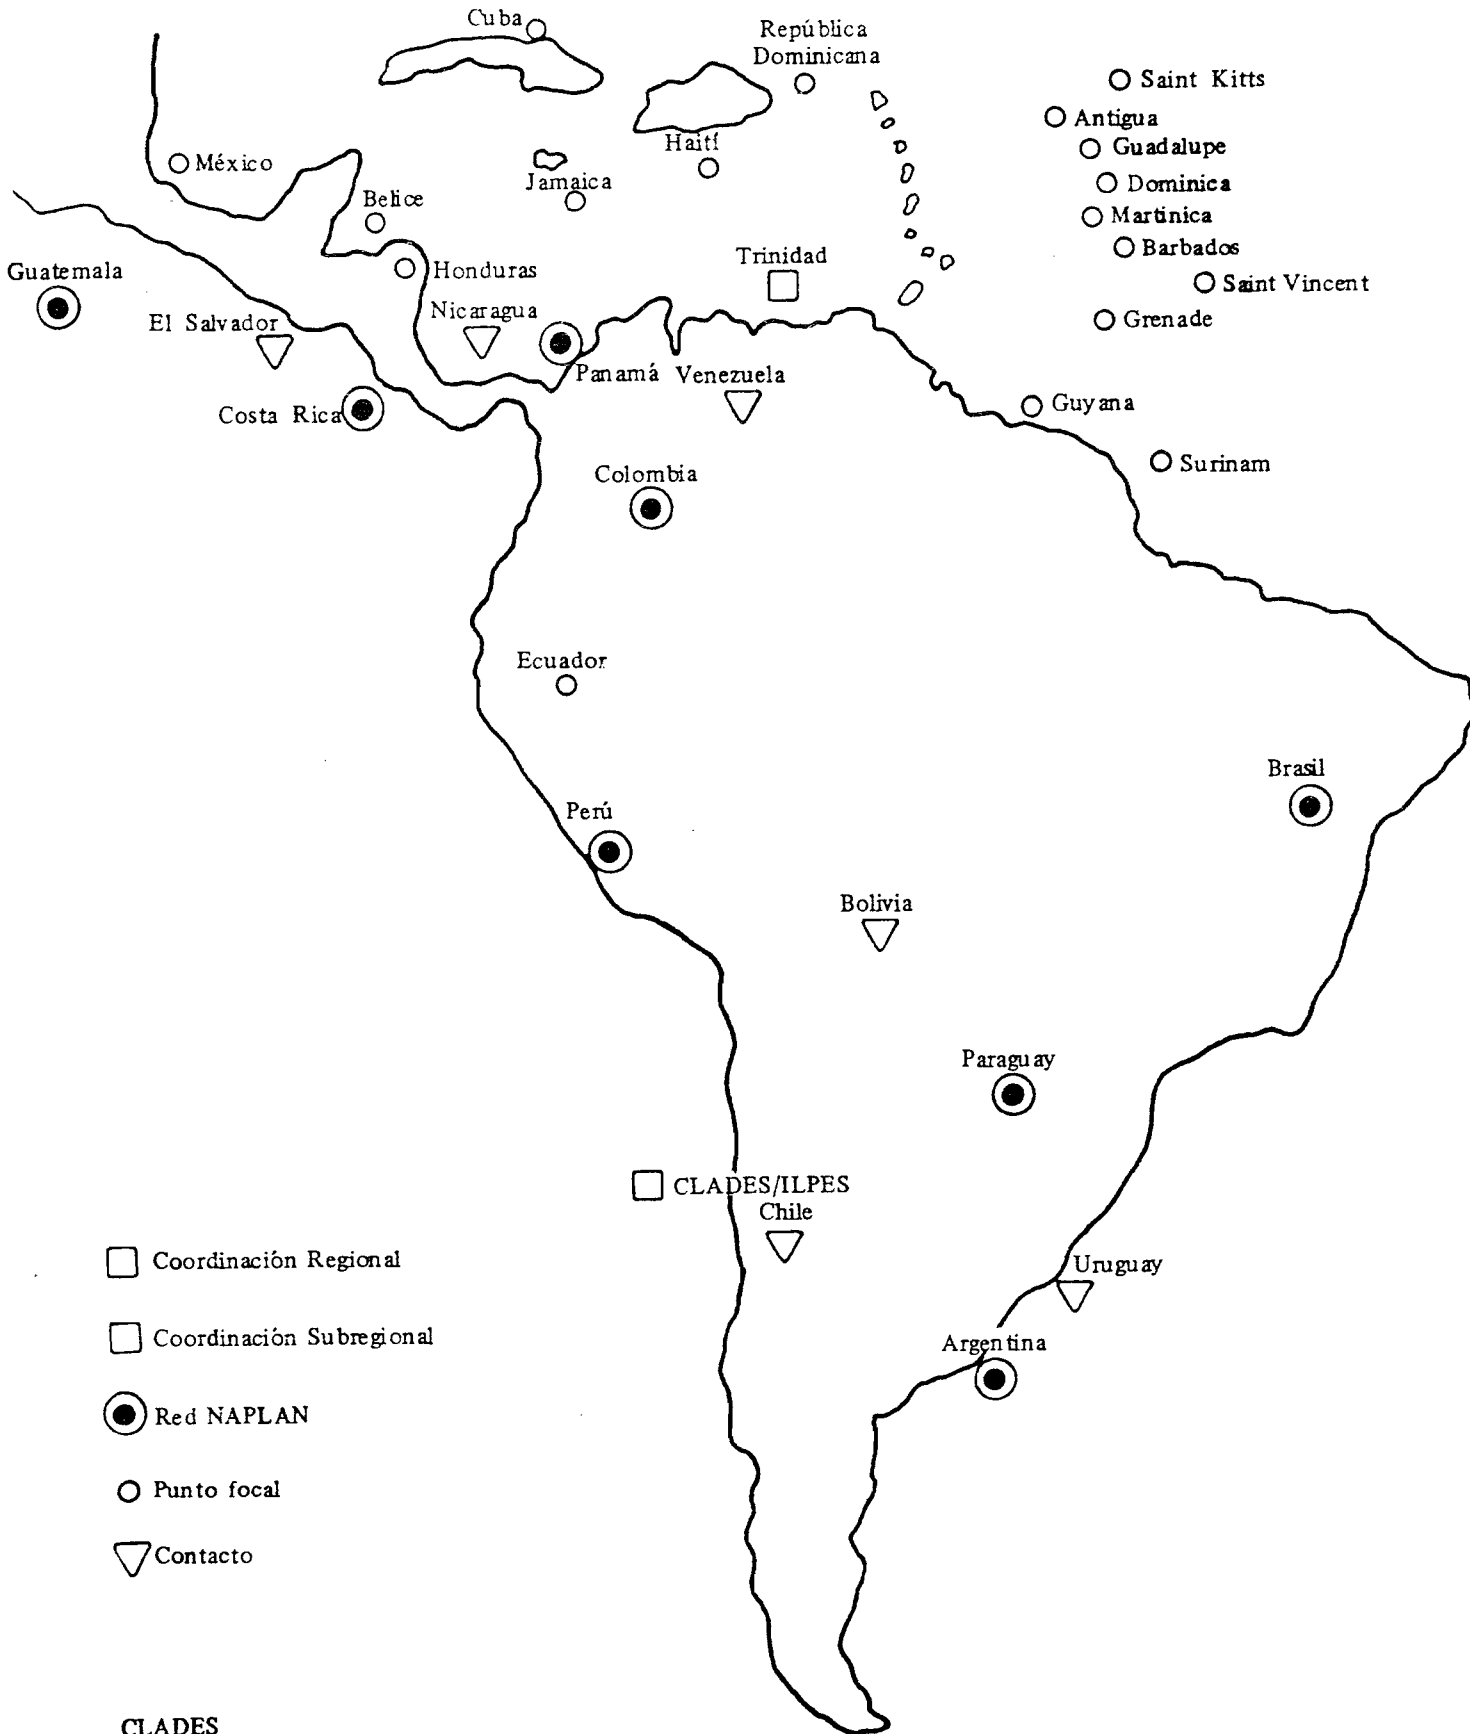 Cuba
República
Dominicana
Saint Kitts
Antigua
Guadalupe
Dominica
Martinica
Barbados
Saint Vincent
Grenade
México
Haití
Jamaica
Belice
Honduras
Trinidad
Guatemala
El Salvador
Nicaragua
Panamá
Venezuela
Costa Rica
Guyana
Surinam
Colombia
Ecuador
Brasil
Perú
Bolivia
Paraguay
CLADES/ILPES
Chile
Uruguay
Argentina
Coordinación Regional
Coordinación Subregional
Red NAPLAN
Punto focal
Contacto
CLADES